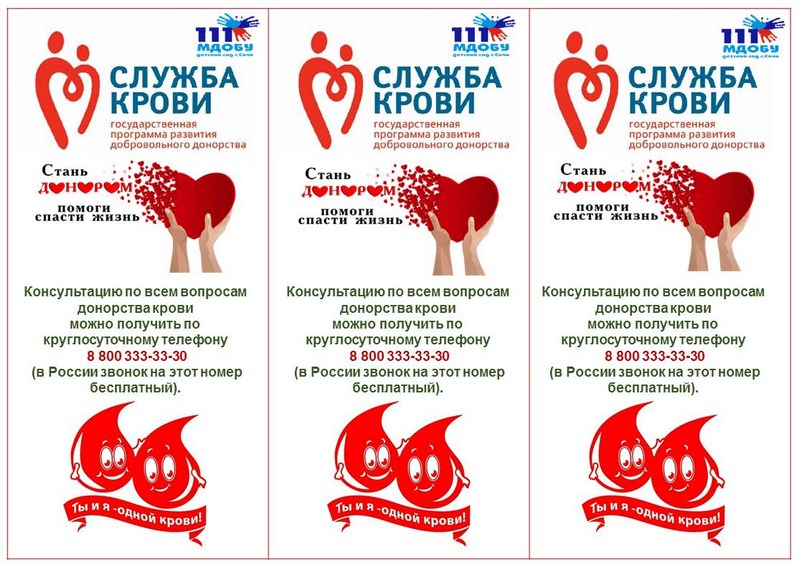 111
МДОБУ
детский сад г.Сочи
СЛУЖБА
КРОВИ
государственная
программа развития
добровольного донорства
Стань
донором
помоги
спасти жизнь
Консультацию по всем вопросам
донорства крови
можно получить по
круглосуточному телефону
8 800 333-33-30
(в России звонок на этот номер
бесплатный).
Ты и я -одной крови!
111
МДОБУ
детский сад г.Сочи
СЛУЖБА
КРОВИ
государственная
программа развития
добровольного донорства
Стань
донором
помоги
спасти жизнь
Консультацию по всем вопросам
донорства крови
можно получить по
круглосуточному телефону
8 800 333-33-30
(в России звонок на этот номер
бесплатный).
Ты и я -одной крови!
111
МДОБУ
детский сад г.Сочи
СЛУЖБА
КРОВИ
государственная
программа развития
добровольного донорства
Стань
донором
помоги
спасти жизнь
Консультацию по всем вопросам
донорства крови
можно получить по
круглосуточному телефону
8 800 333-33-30
(в России звонок на этот номер
бесплатный).
Ты и я -одной крови!